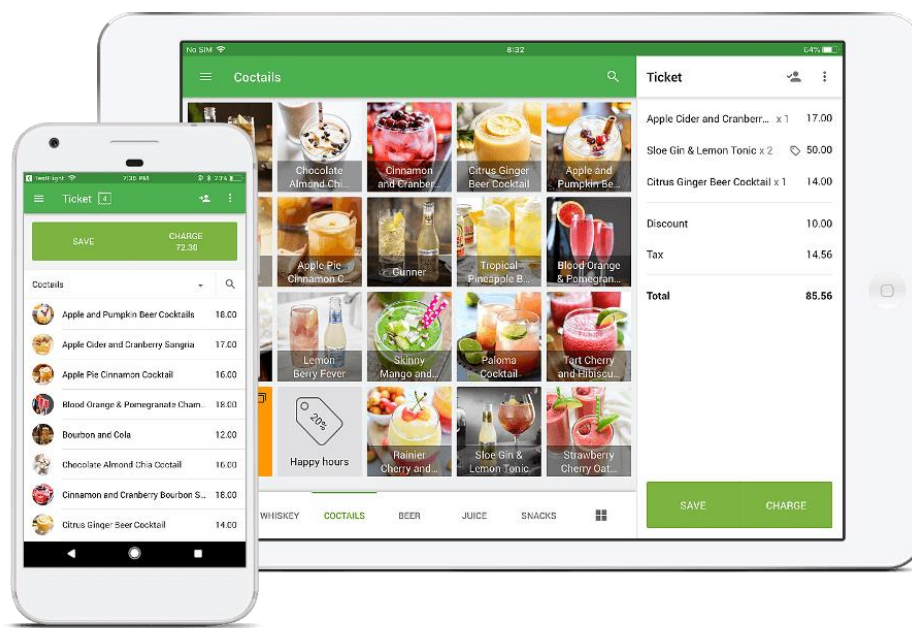 No SIM 8:32 64%
Coctails
Ticket
Chocolate
Almond Chi...
Cinnamon
and Cranber...
Citrus Ginger
Beer Cocktail
Apple and
Pumpkin Be...
Apple Pie
Cinnamon C...
Gunner
Tropical
Pineapple B...
Blood Orange
& Pomegran...
Lemon
Berry Fever
Skinny
Mango and...
Paloma
Cocktail
Tart Cherry
and Hibiscu...
20%
Happy hours
Rainier
Cherry and...
Sloe Gin &
Lemon Tonic
Strawberry
Cherry Oat...
WHISKEY COCTAILS BEER JUICE SNACKS
Apple Cider and Cranberr... x 1 17.00
Sloe Gin & Lemon Tonic x 2 50.00
Citrus Ginger Beer Cocktail x 1 14.00
Discount 10.00
Tax 14.56
Total 85.56
SAVE CHARGE
TestFlight 7:35 PM 73%
Ticket 4
SAVE CHARGE
72.30
Coctails
Apple and Pumpkin Beer Cocktails 18.00
Apple Cider and Cranberry Sangria 17.00
Apple Pie Cinnamon Cocktail 16.00
Blood Orange & Pomegranate Cham... 18.00
Bourbon and Cola 12.00
Chocolate Almond Chia Coctail 16.00
Cinnamon and Cranberry Bourbon S... 18.00
Citrus Ginger Beer Cocktail 14.00